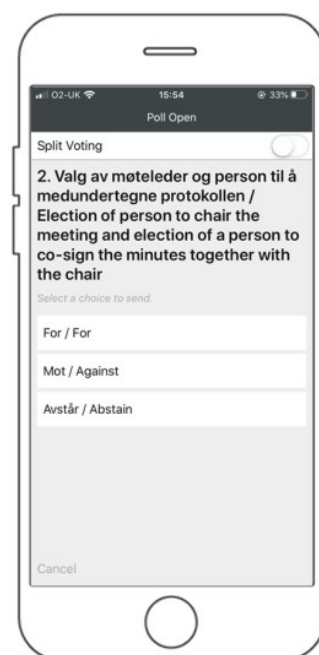 O2-UK 15:54 33%
Poll Open
Split Voting
2. Valg av møteleder og person til å
medundertegne protokollen /
Election of person to chair the
meeting and election of a person to
co-sign the minutes together with
the chair
Select a choice to send.
For / For
Mot / Against
Avstår / Abstain
Cancel